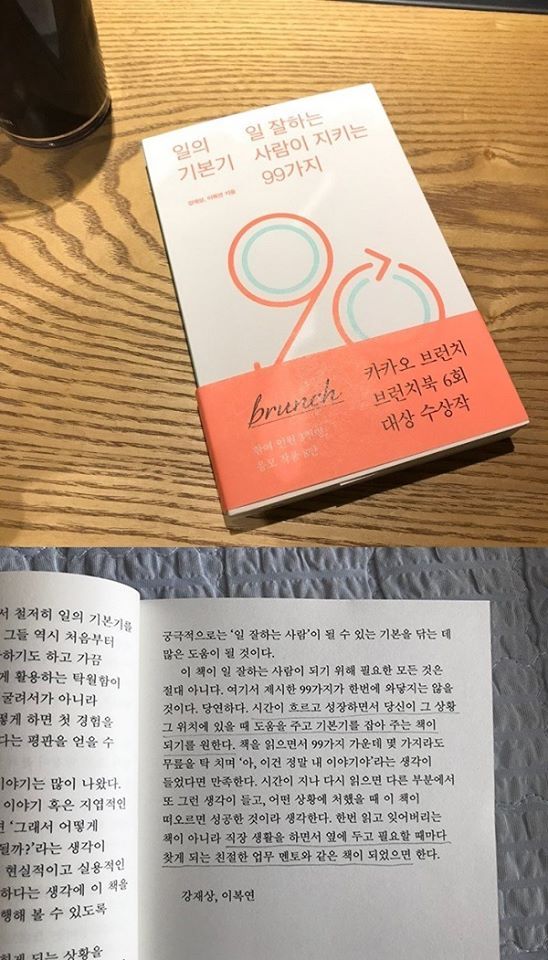 일의
기본기
일 잘하는
사람이 지키는
99가지
강재상, 이복연 지음
brunch
카카오 브런치
브런치북 6회
대상 수상작
서 철저히 일의 기본기를
그들 역시 처음부터
하기도 하고 가끔
게 활용하는 탁월함이
굴려서가 아니라
떻게 하면 첫 경험을
다는 평판을 얻을 수
이야기는 많이 나왔다.
이야기 혹은 지엽적인
면 ‘그래서 어떻게
될까?’라는 생각이
현실적이고 실용적인
하다는 생각에 이 책을
행해 볼 수 있도록
하게 되는 상황을
궁극적으로는 ‘일 잘하는 사람’이 될 수 있는 기본을 닦는 데
많은 도움이 될 것이다.
이 책이 일 잘하는 사람이 되기 위해 필요한 모든 것은
절대 아니다. 여기서 제시한 99가지가 한번에 와닿지는 않을
것이다. 당연하다. 시간이 흐르고 성장하면서 당신이 그 상황
그 위치에 있을 때 도움을 주고 기본기를 잡아 주는 책이
되기를 원한다. 책을 읽으면서 99가지 가운데 몇 가지라도
무릎을 탁 치며 ‘아, 이건 정말 내 이야기야’라는 생각이
들었다면 만족한다. 시간이 지나 다시 읽으면 다른 부분에서
또 그런 생각이 들고, 어떤 상황에 처했을 때 이 책이
떠오르면 성공한 것이라 생각한다. 한번 읽고 잊어버리는
책이 아니라 직장 생활을 하면서 옆에 두고 필요할 때마다
찾게 되는 친절한 업무 멘토와 같은 책이 되었으면 한다.
강재상, 이복연